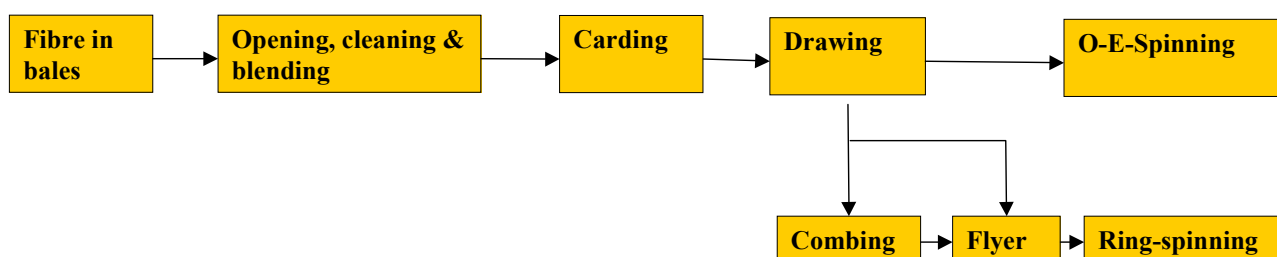 Fibre in
bales
Opening, cleaning &
blending
Carding
Drawing
O-E-Spinning
Combing
Flyer
Ring-spinning